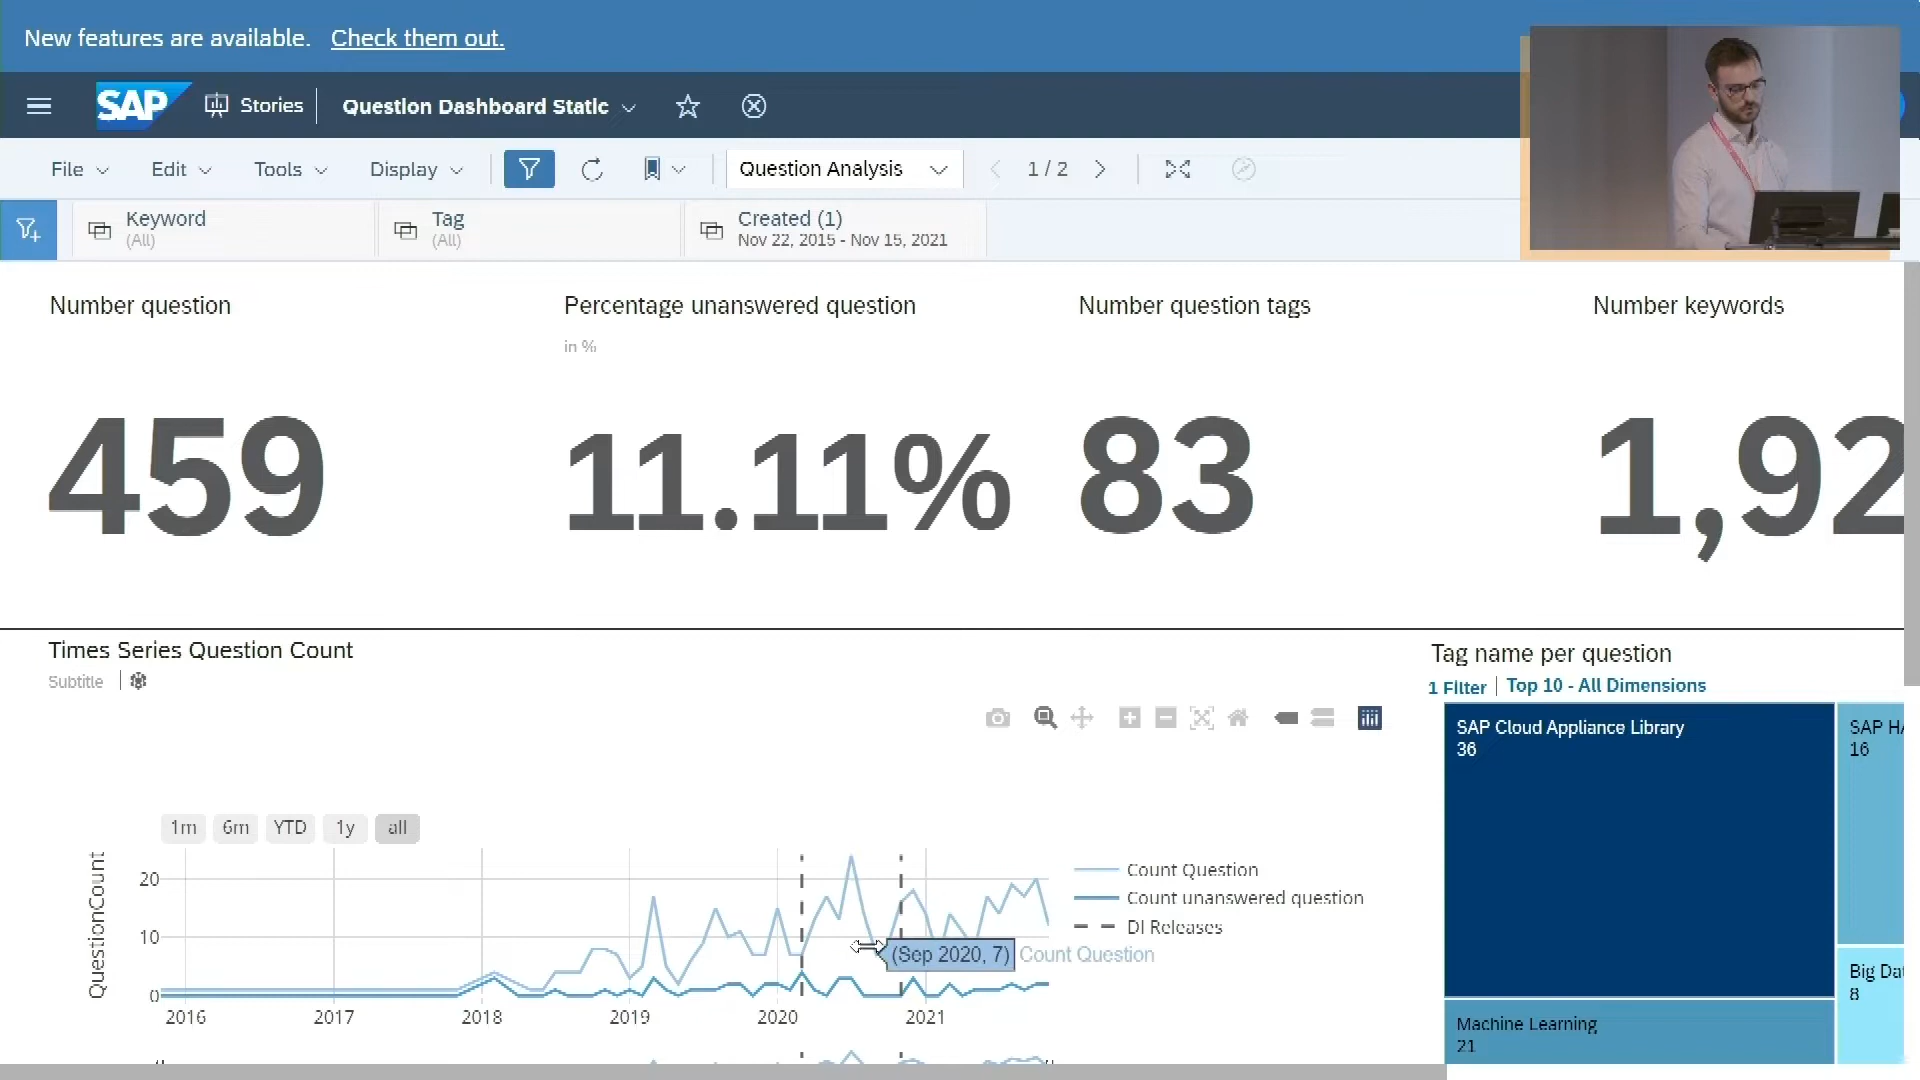 New features are available. Check them out.
SAP Stories Question Dashboard Static
File Edit Tools Display Question Analysis 1 / 2
Keyword
(All)
Tag
(All)
Created (1)
Nov 22, 2015 - Nov 15, 2021
Number question
Percentage unanswered question
in %
Number question tags
Number keywords
459
11.11%
83
1,92
Times Series Question Count
Subtitle
Tag name per question
1 Filter Top 10 - All Dimensions
SAP Cloud Appliance Library
36
SAP HA
16
Big Da
8
Machine Learning
21
1m 6m YTD 1y all
QuestionCount
20
10
0
2016 2017 2018 2019 2020 2021
Count Question
Count unanswered question
DI Releases
(Sep 2020, 7) Count Question